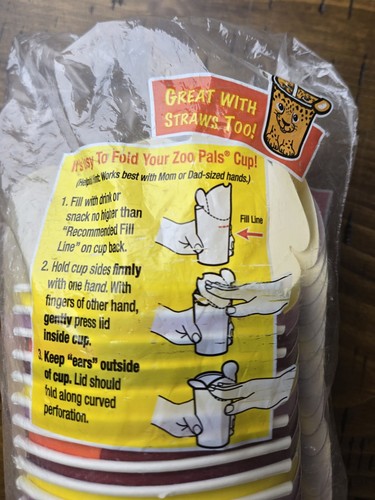 GREAT WITH
STRAWS TOO!
It's Easy To Fold Your Zoo Pals® Cup!
(Helpful Hint: Works best with Mom or Dad-sized hands.)
1. Fill with drink or
snack no higher than
"Recommended Fill
Line" on cup back.
Fill Line
2. Hold cup sides firmly
with one hand. With
fingers of other hand,
gently press lid
inside cup.
3. Keep "ears" outside
of cup. Lid should
fold along curved
perforation.